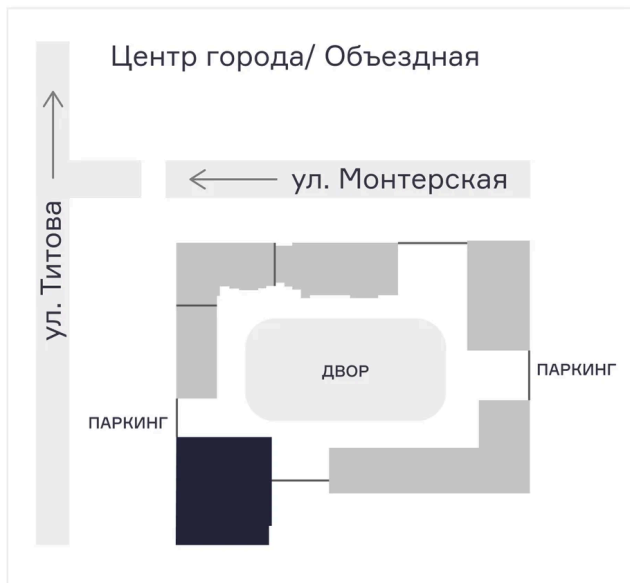 Центр города/ Объездная
ул. Монтерская
ул. Титова
ДВОР
ПАРКИНГ
ПАРКИНГ